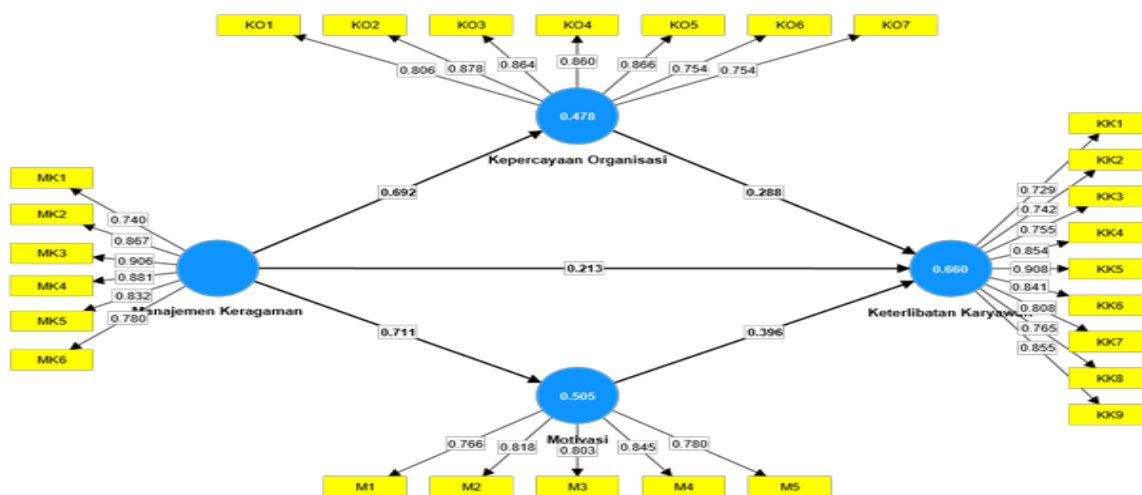 KO1 KO2 KO3 KO4 KO5 KO6 KO7
0.806 0.878 0.864 0.860 0.866 0.754 0.754
0.478
Kepercayaan Organisasi
0.692
0.288
MK1
MK2
MK3
MK4
MK5
MK6
0.740
0.867
0.906
0.881
0.832
0.780
Manajemen Keragaman
0.213
0.711
0.396
KK1
KK2
KK3
KK4
KK5
KK6
KK7
KK8
KK9
0.729
0.742
0.755
0.854
0.908
0.841
0.808
0.765
0.855
0.660
Keterlibatan Karyawan
0.505
Motivasi
0.766 0.818 0.803 0.845 0.780
M1 M2 M3 M4 M5